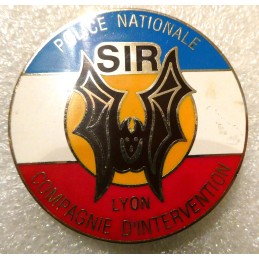 POLICE NATIONALE
SIR
LYON
COMPAGNIE D'INTERVENTION